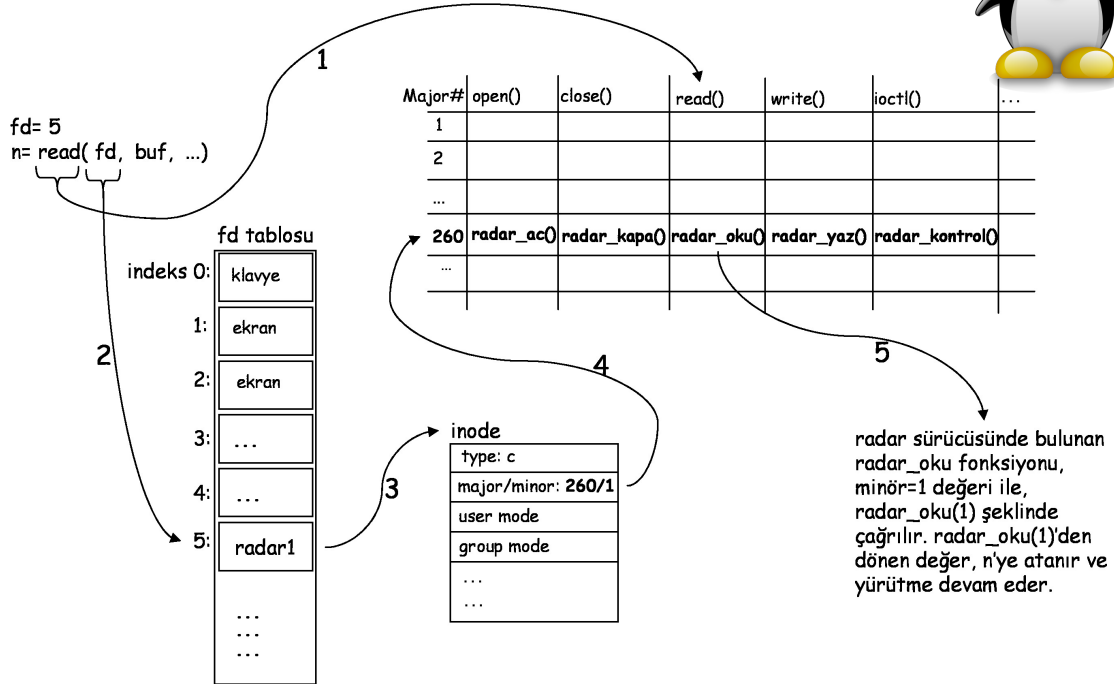 1
Major# open() close() read() write() ioctl() ...
1
2
...
260 radar_ac() radar_kapa() radar_oku() radar_yaz() radar_kontrol()
...
fd= 5
n= read( fd, buf, ...)
fd tablosu
indeks 0: klavye
1: ekran
2: ekran
3: ...
4: ...
5: radar1
...
...
...
2
3
4
5
inode
type: c
major/minor: 260/1
user mode
group mode
...
...
radar sürücüsünde bulunan
radar_oku fonksiyonu,
minör=1 değeri ile,
radar_oku(1) şeklinde
çağrılır. radar_oku(1)'den
dönen değer, n'ye atanır ve
yürütme devam eder.